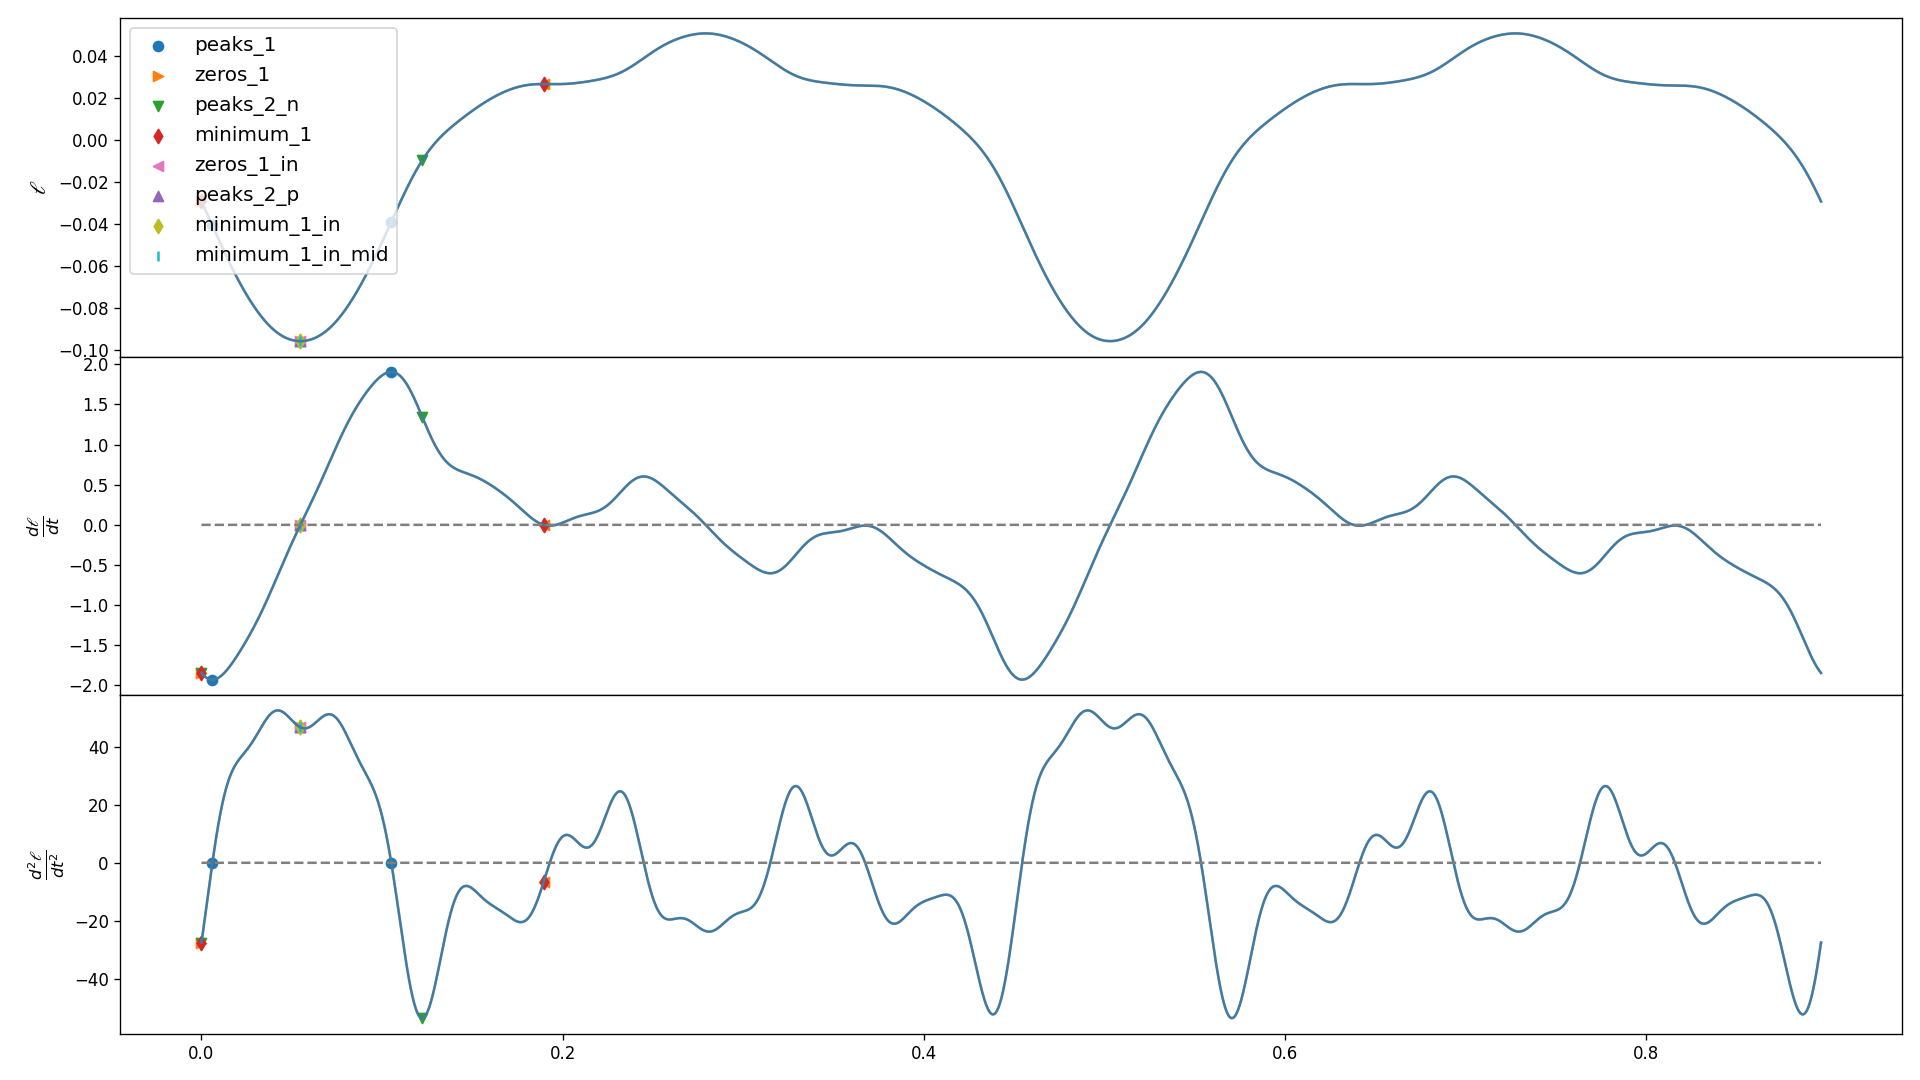 peaks_1
zeros_1
peaks_2_n
minimum_1
zeros_1_in
peaks_2_p
minimum_1_in
minimum_1_in_mid
0.04
0.02
0.00
−0.02
−0.04
−0.06
−0.08
−0.10
ℓ
2.0
1.5
1.0
0.5
0.0
−0.5
−1.0
−1.5
−2.0
dℓ
dt
40
20
0
−20
−40
d²ℓ
dt²
0.0 0.2 0.4 0.6 0.8